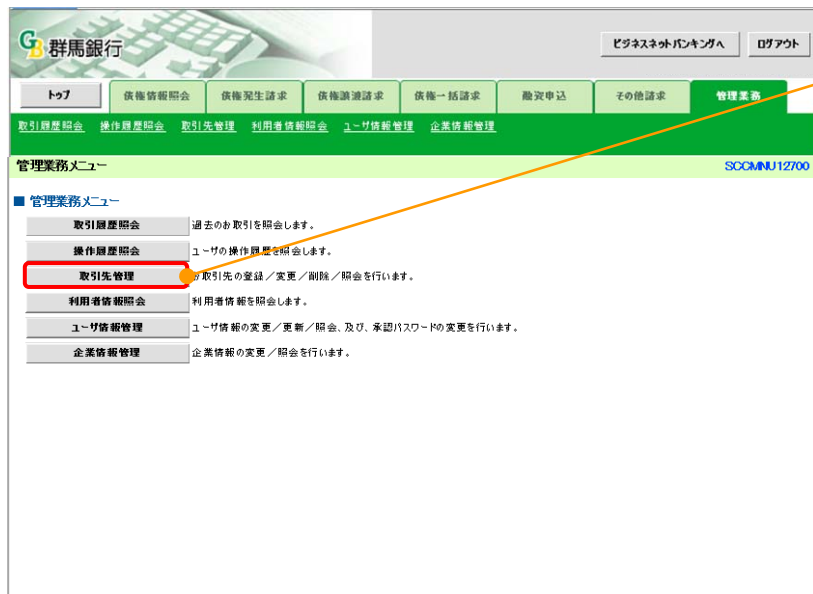 GB 群馬銀行
ビジネスネットバンキングへ ログアウト
トップ 債権情報照会 債権発生請求 債権譲渡請求 債権一括請求 融資申込 その他請求 管理業務
取引履歴照会 操作履歴照会 取引先管理 利用者情報照会 ユーザ情報管理 企業情報管理
管理業務メニュー SCCMNU12700
■ 管理業務メニュー
取引履歴照会 過去のお取引を照会します。
操作履歴照会 ユーザの操作履歴を照会します。
取引先管理 お取引先の登録／変更／削除／照会を行います。
利用者情報照会 利用者情報を照会します。
ユーザ情報管理 ユーザ情報の変更／更新／照会、及び、承認パスワードの変更を行います。
企業情報管理 企業情報の変更／照会を行います。